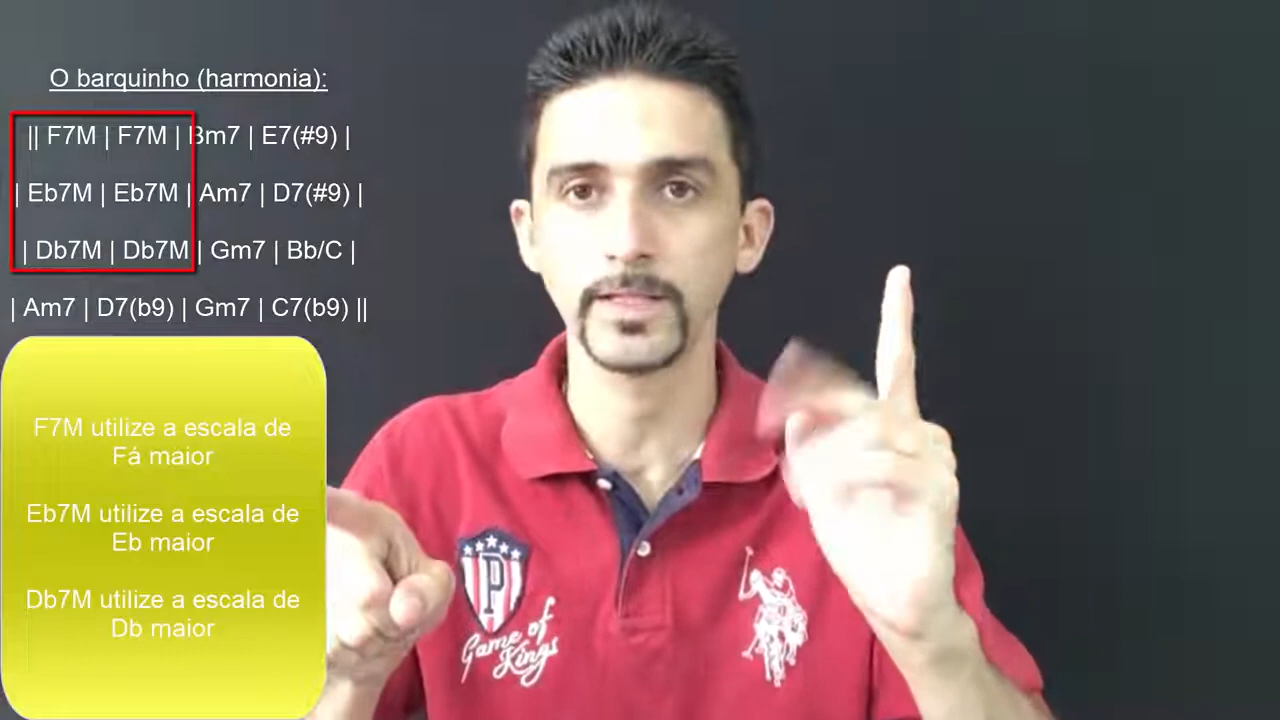 O barquinho (harmonia):
|| F7M | F7M | Bm7 | E7(#9) |
| Eb7M | Eb7M | Am7 | D7(#9) |
| Db7M | Db7M | Gm7 | Bb/C |
| Am7 | D7(b9) | Gm7 | C7(b9) ||
F7M utilize a escala de
Fá maior
Eb7M utilize a escala de
Eb maior
Db7M utilize a escala de
Db maior
P
Game of
Kings